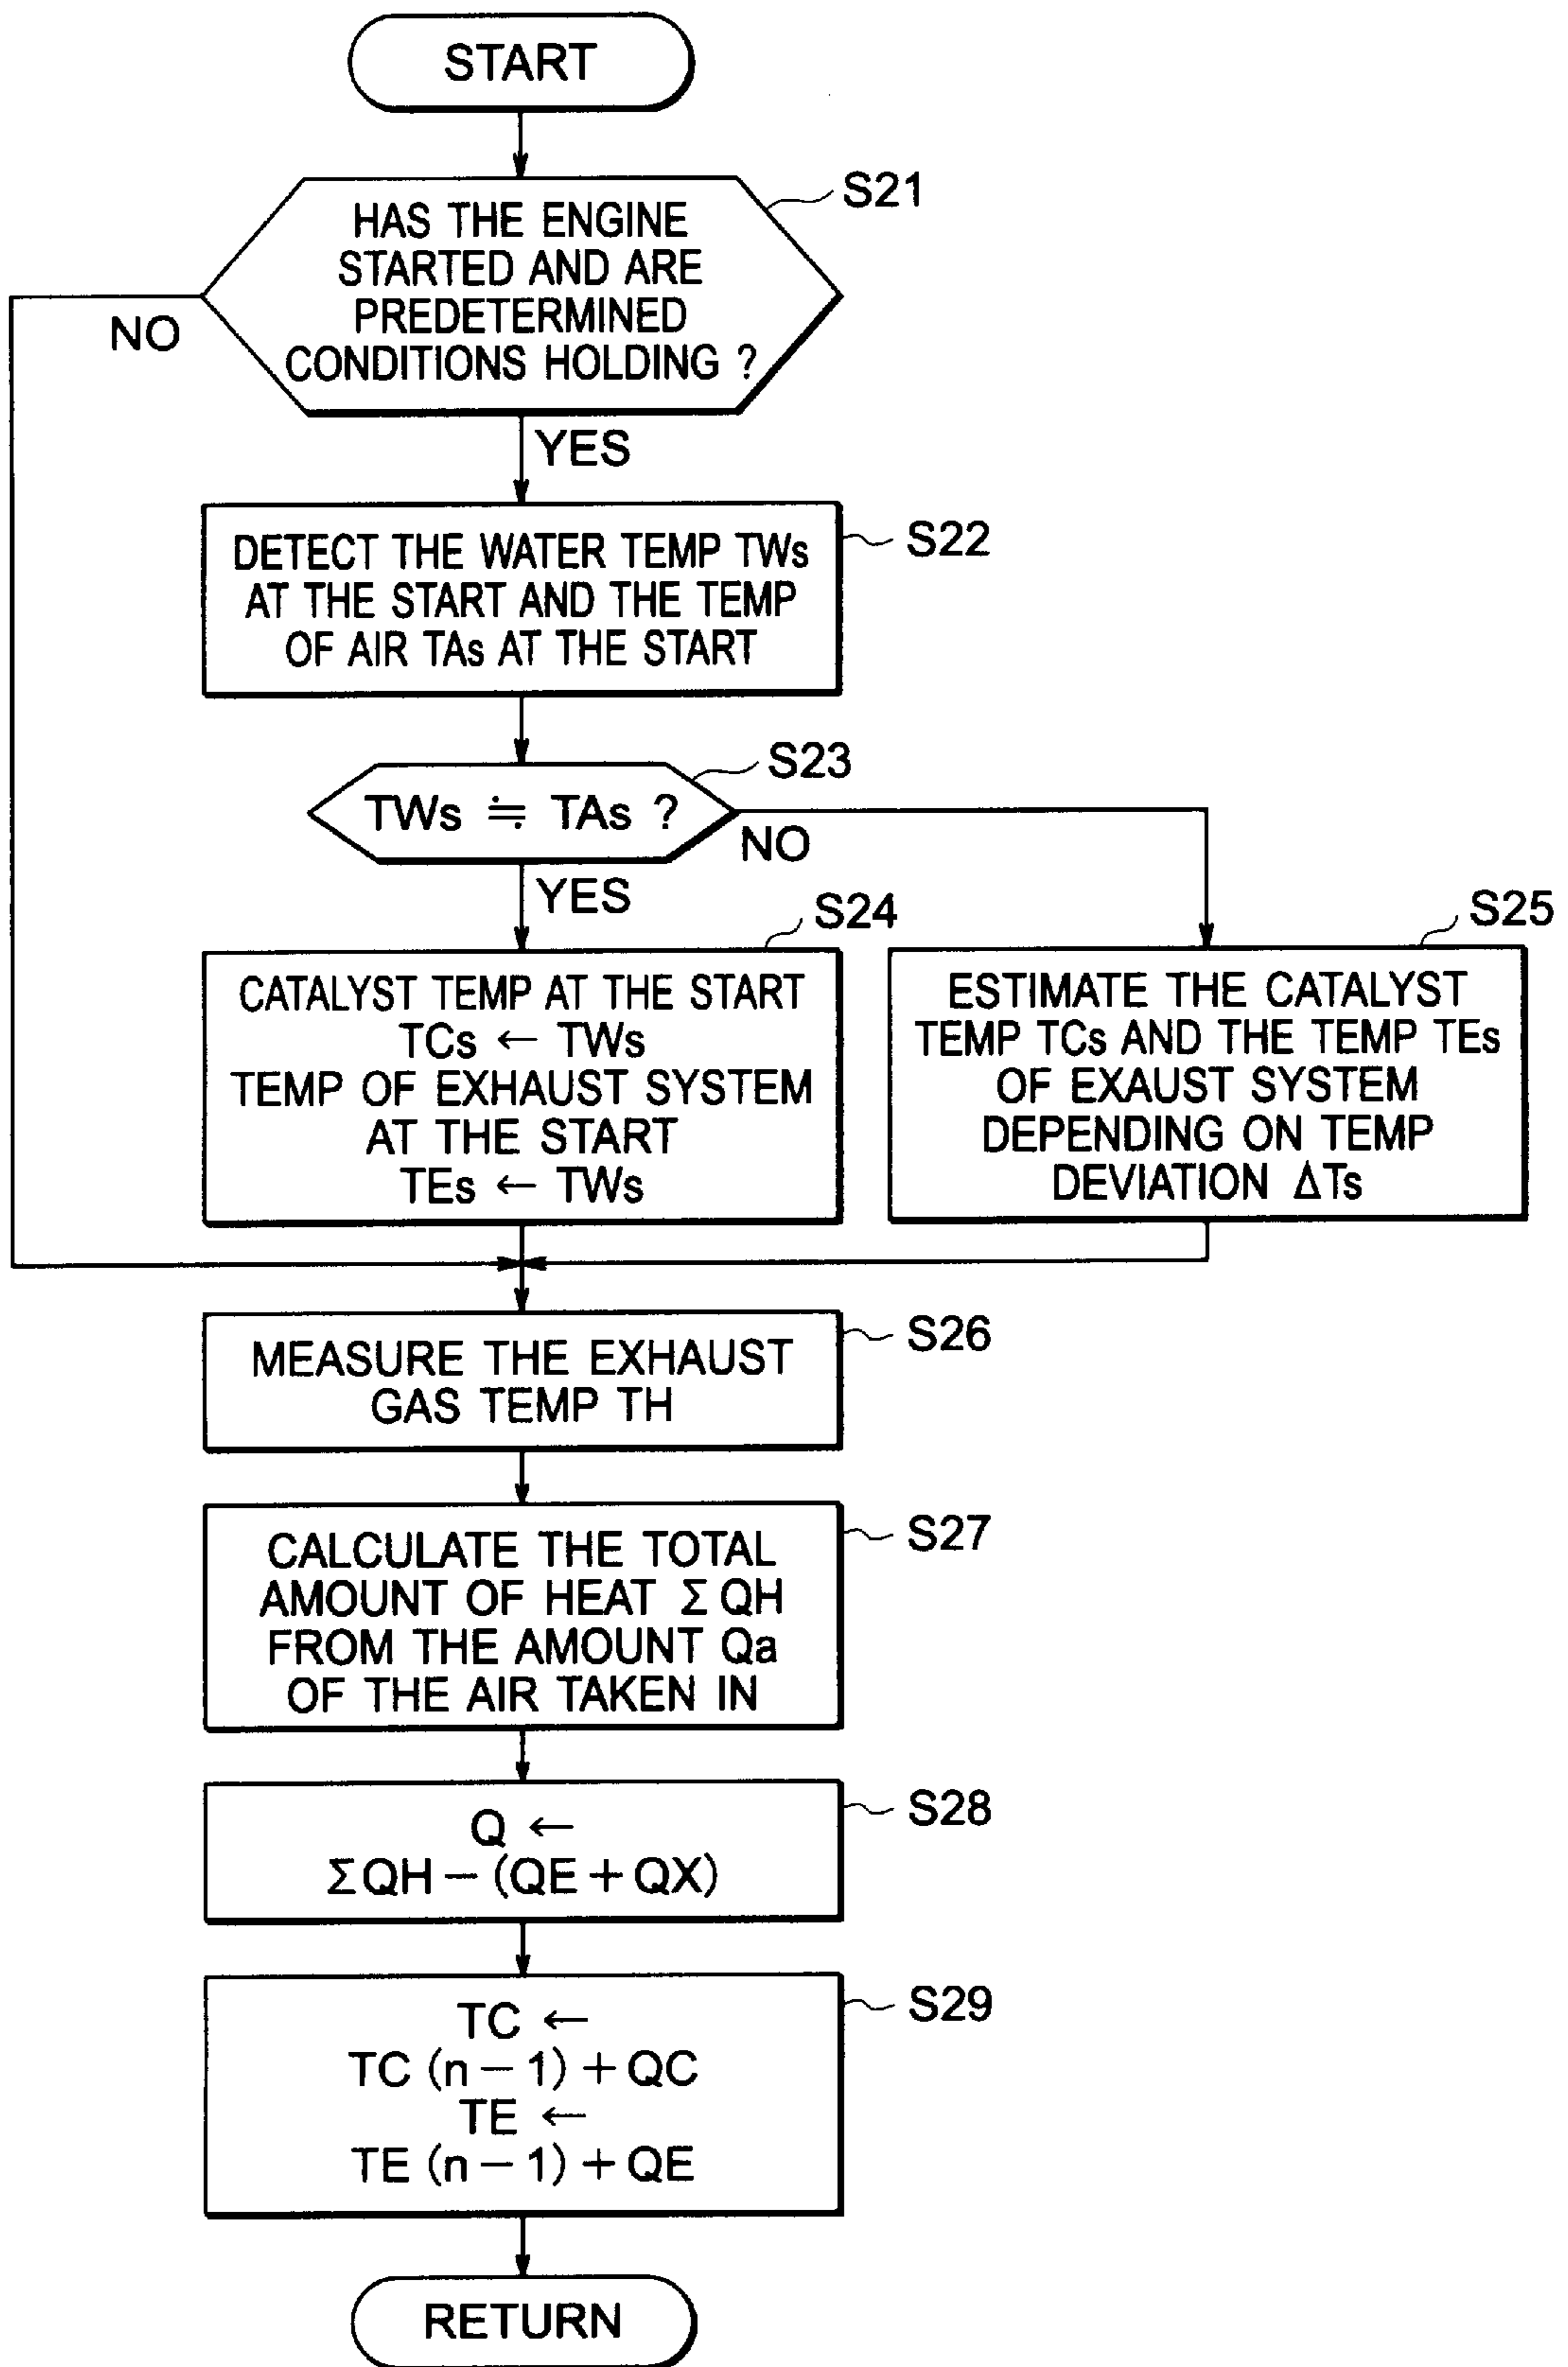 START
S21
HAS THE ENGINE
STARTED AND ARE
PREDETERMINED
CONDITIONS HOLDING ?
NO
YES
S22
DETECT THE WATER TEMP TWs
AT THE START AND THE TEMP
OF AIR TAs AT THE START
S23
TWs ≒ TAs ?
NO
YES
S24
CATALYST TEMP AT THE START
TCs ← TWs
TEMP OF EXHAUST SYSTEM
AT THE START
TEs ← TWs
S25
ESTIMATE THE CATALYST
TEMP TCs AND THE TEMP TEs
OF EXAUST SYSTEM
DEPENDING ON TEMP
DEVIATION ΔTs
S26
MEASURE THE EXHAUST
GAS TEMP TH
S27
CALCULATE THE TOTAL
AMOUNT OF HEAT Σ QH
FROM THE AMOUNT Qa
OF THE AIR TAKEN IN
S28
Q ←
ΣQH − (QE + QX)
S29
TC ←
TC (n − 1) + QC
TE ←
TE (n − 1) + QE
RETURN